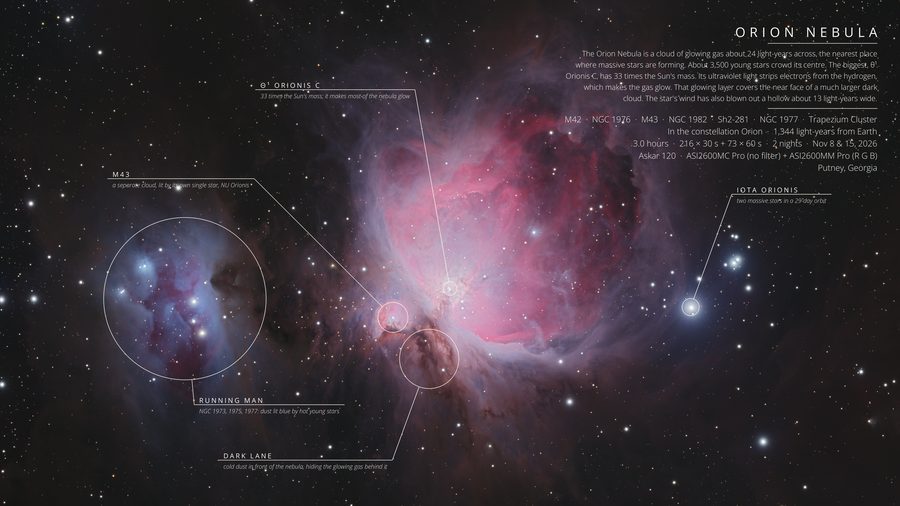 ORION NEBULA
The Orion Nebula is a cloud of glowing gas about 24 light-years across, the nearest place
where massive stars are forming. About 3,500 young stars crowd its centre. The biggest, θ¹
Orionis C, has 33 times the Sun's mass. Its ultraviolet light strips electrons from the hydrogen,
which makes the gas glow. That glowing layer covers the near face of a much larger dark
cloud. The star's wind has also blown out a hollow about 13 light-years wide.
M42 · NGC 1976 · M43 · NGC 1982 · Sh2-281 · NGC 1977 · Trapezium Cluster
In the constellation Orion · 1,344 light-years from Earth
3.0 hours · 216 × 30 s + 73 × 60 s · 2 nights · Nov 8 & 15, 2026
Askar 120 · ASI2600MC Pro (no filter) + ASI2600MM Pro (R G B)
Putney, Georgia
θ¹ ORIONIS C
33 times the Sun's mass; it makes most of the nebula glow
M43
a separate cloud, lit by its own single star, NU Orionis
IOTA ORIONIS
two massive stars in a 29-day orbit
RUNNING MAN
NGC 1973, 1975, 1977: dust lit blue by hot young stars
DARK LANE
cold dust in front of the nebula, hiding the glowing gas behind it